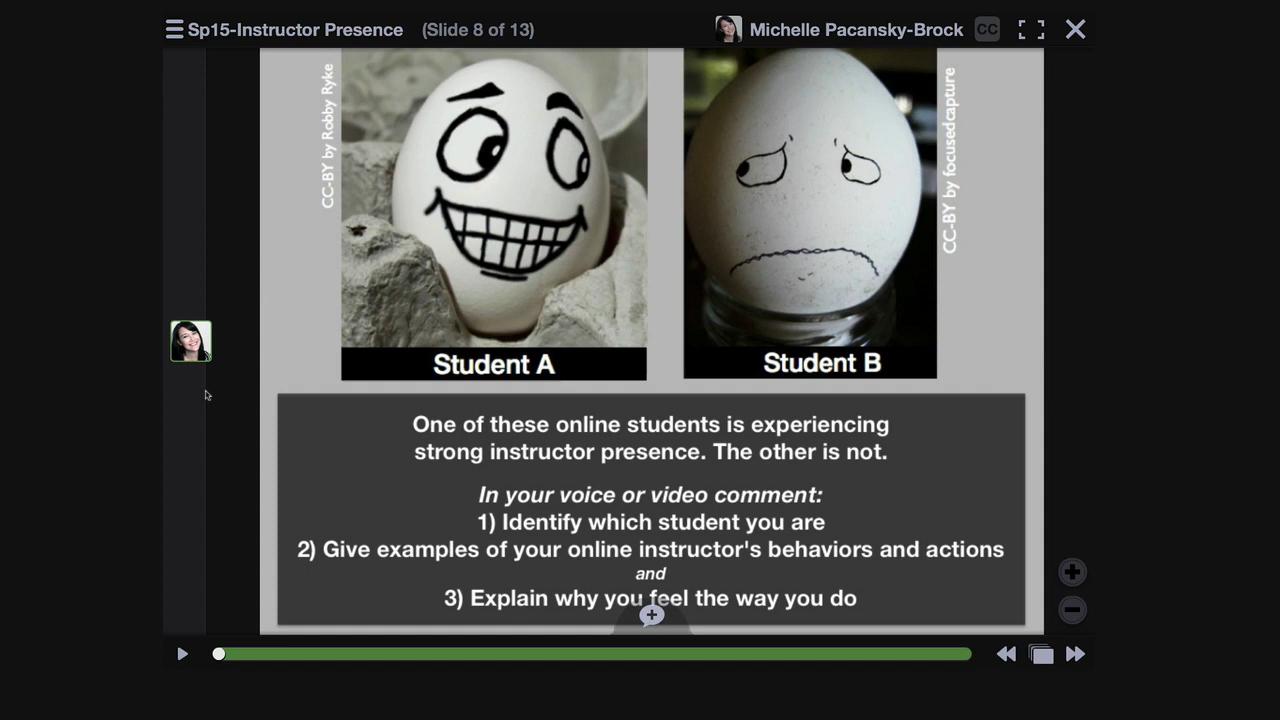 Sp15-Instructor Presence (Slide 8 of 13) Michelle Pacansky-Brock CC
CC-BY by Robby Ryke
CC-BY by focusedcapture
Student A
Student B
One of these online students is experiencing
strong instructor presence. The other is not.
In your voice or video comment:
1) Identify which student you are
2) Give examples of your online instructor's behaviors and actions
and
3) Explain why you feel the way you do